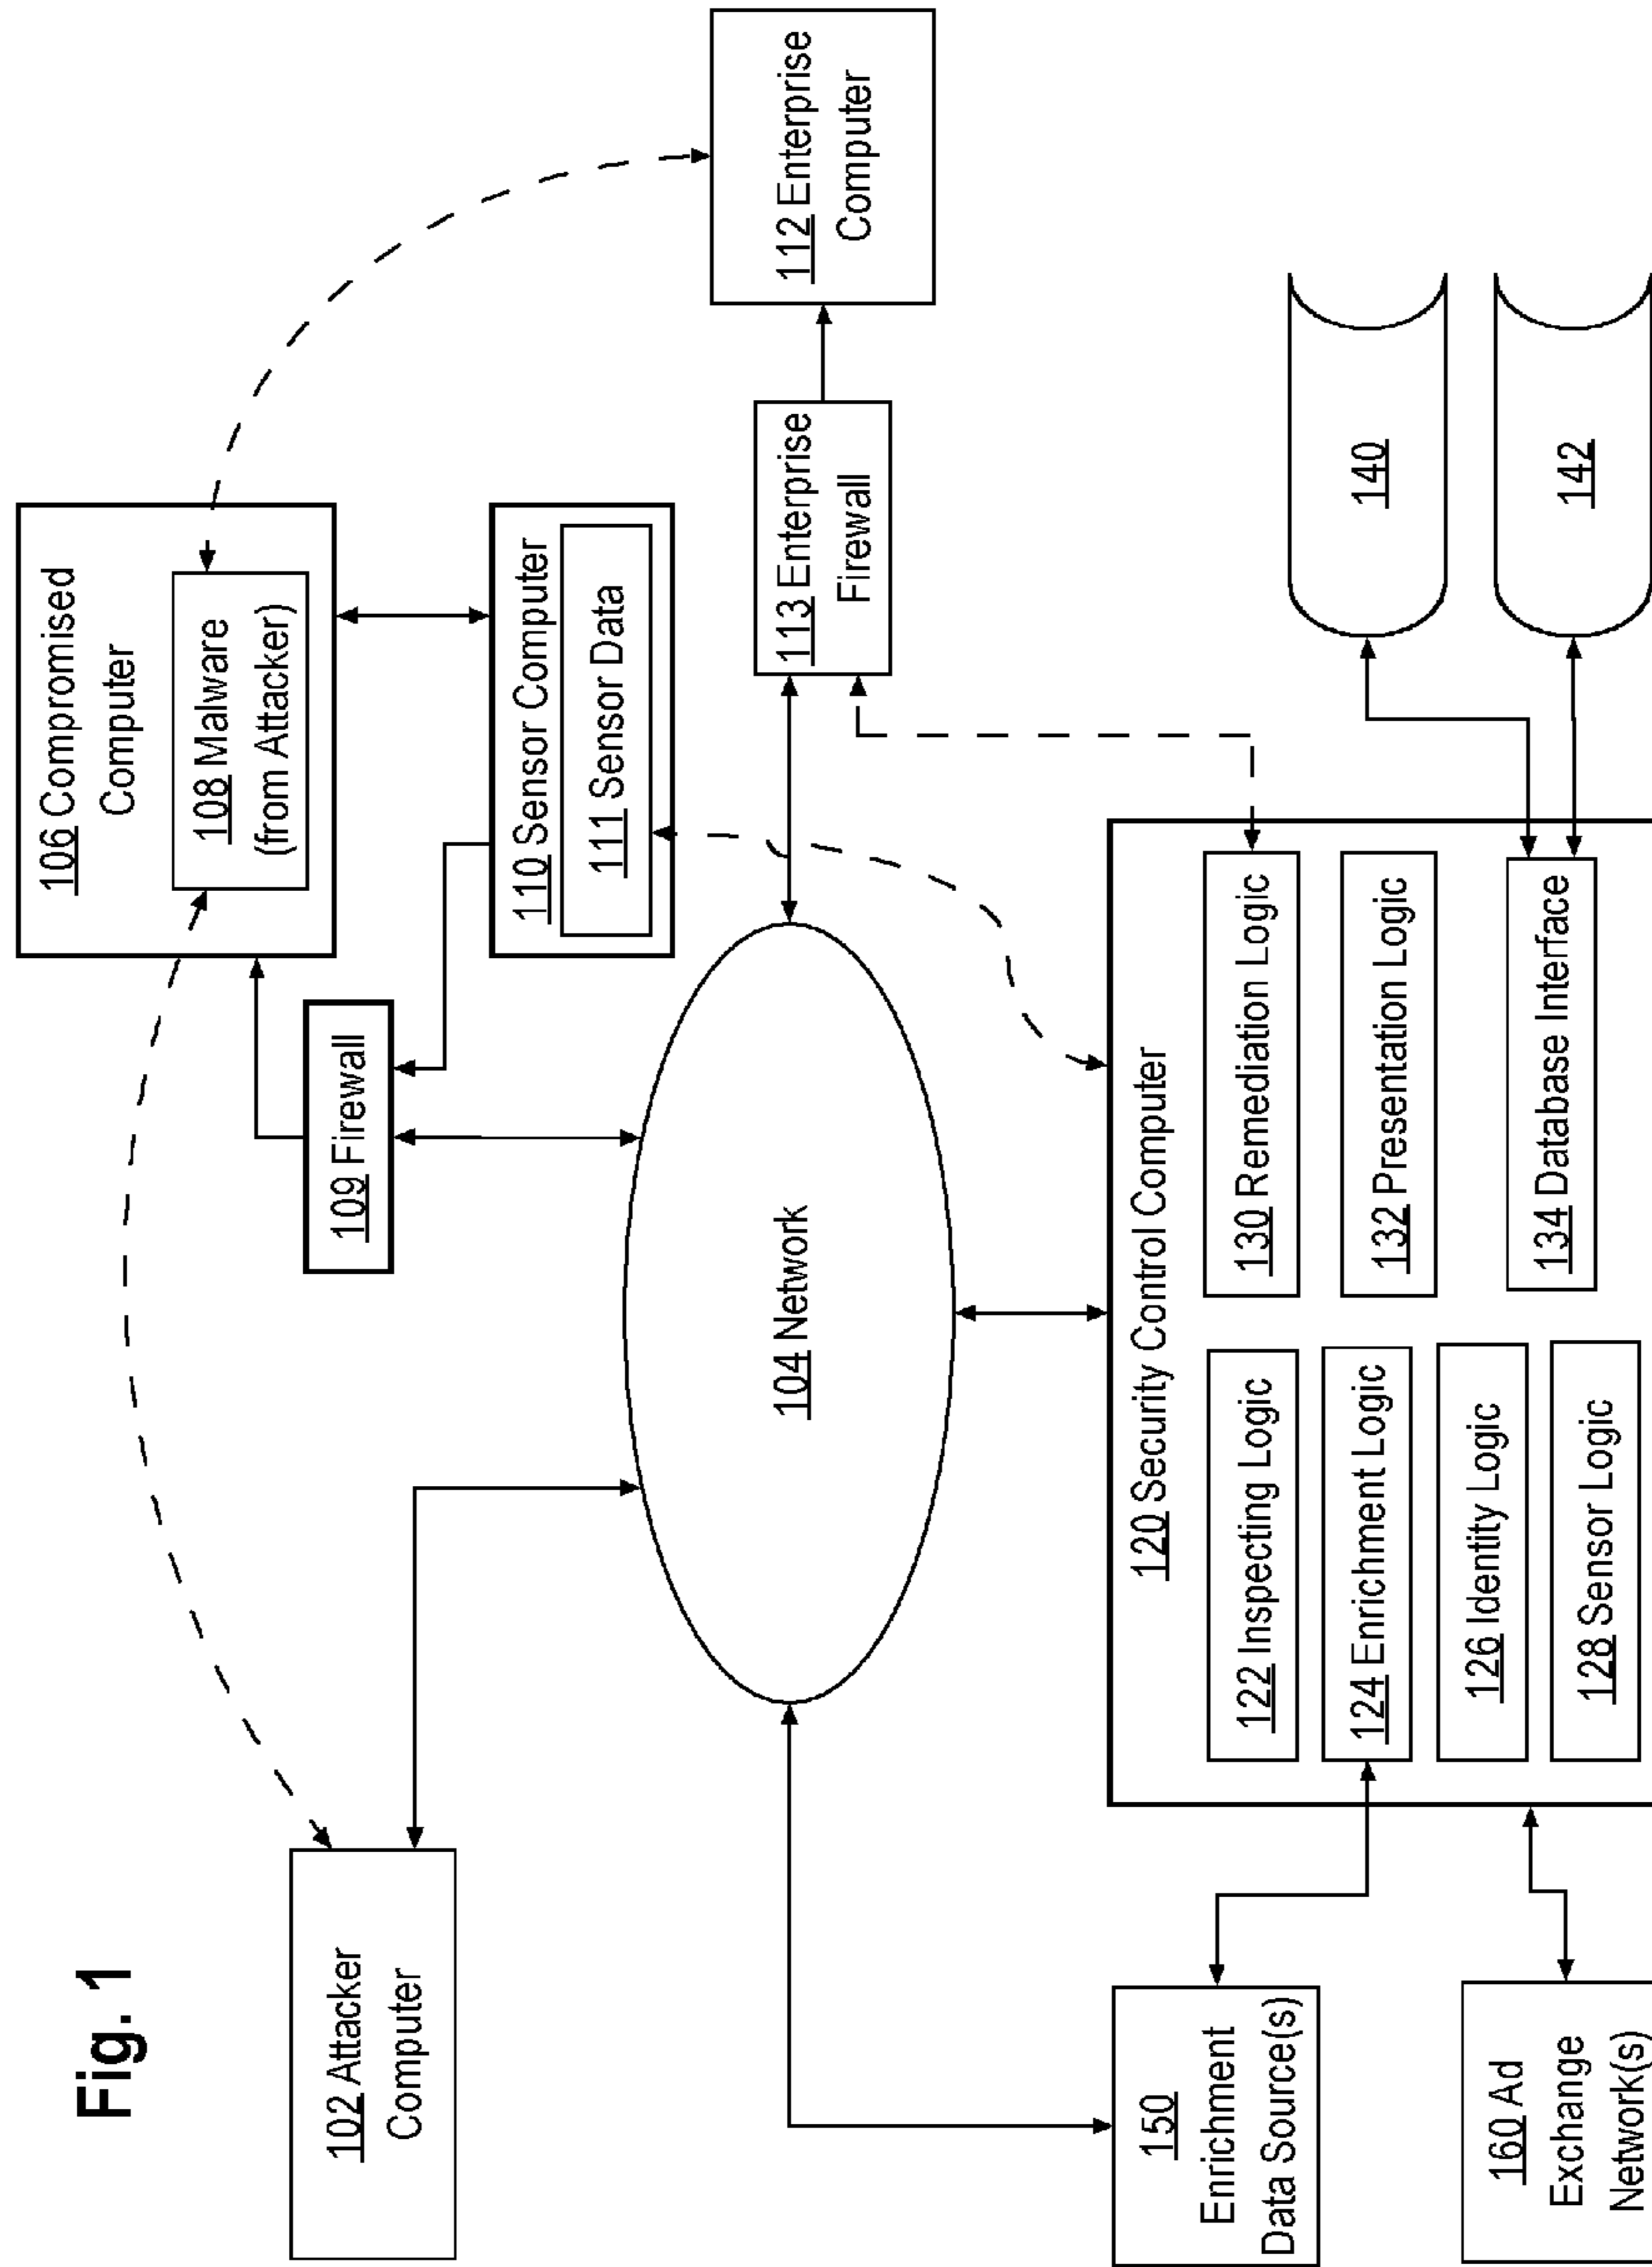 Fig. 1
102 Attacker
Computer
106 Compromised
Computer
108 Malware
(from Attacker)
109 Firewall
110 Sensor Computer
111 Sensor Data
104 Network
113 Enterprise
Firewall
112 Enterprise
Computer
150
Enrichment
Data Source(s)
160 Ad
Exchange
Network(s)
120 Security Control Computer
122 Inspecting Logic
124 Enrichment Logic
126 Identity Logic
128 Sensor Logic
130 Remediation Logic
132 Presentation Logic
134 Database Interface
140
142